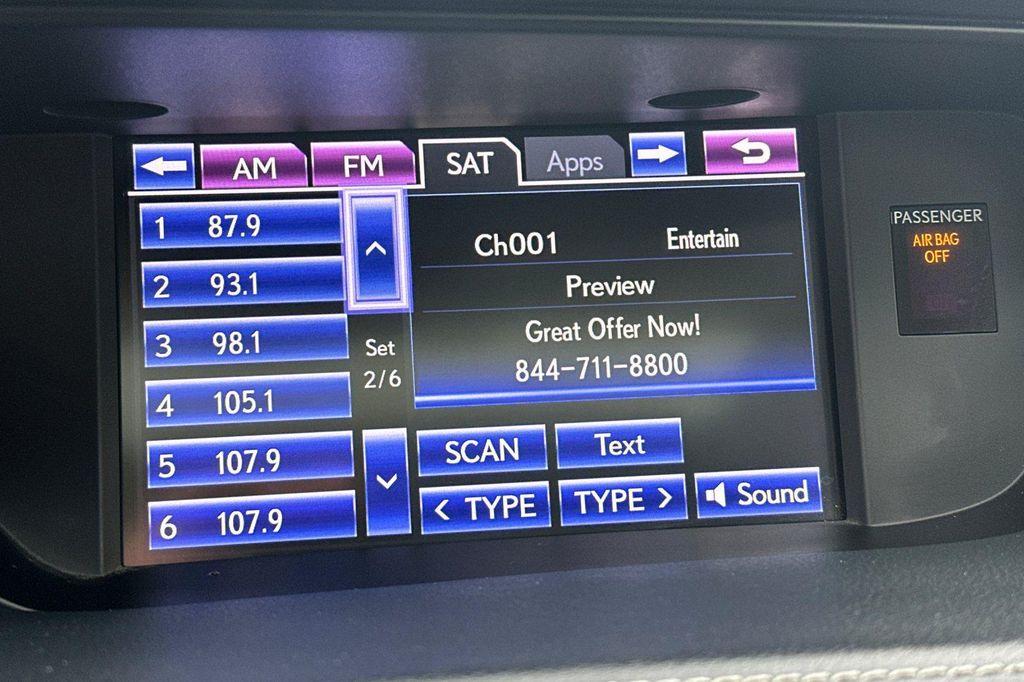 AM FM SAT Apps
1 87.9
2 93.1
3 98.1
4 105.1
5 107.9
6 107.9
Set
2/6
Ch001 Entertain
Preview
Great Offer Now!
844-711-8800
SCAN Text
< TYPE TYPE > Sound
PASSENGER
AIR BAG
OFF